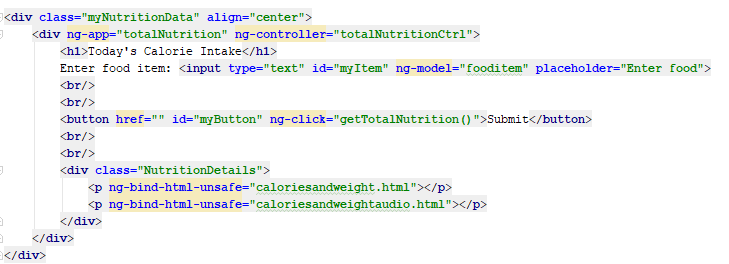 <div class="myNutritionData" align="center">
<div ng-app="totalNutrition" ng-controller="totalNutritionCtrl">
<h1>Today's Calorie Intake</h1>
Enter food item: <input type="text" id="myItem" ng-model="fooditem" placeholder="Enter food">
<br/>
<br/>
<button href="" id="myButton" ng-click="getTotalNutrition()">Submit</button>
<br/>
<br/>
<div class="NutritionDetails">
<p ng-bind-html-unsafe="caloriesandweight.html"></p>
<p ng-bind-html-unsafe="caloriesandweightaudio.html"></p>
</div>
</div>
</div>